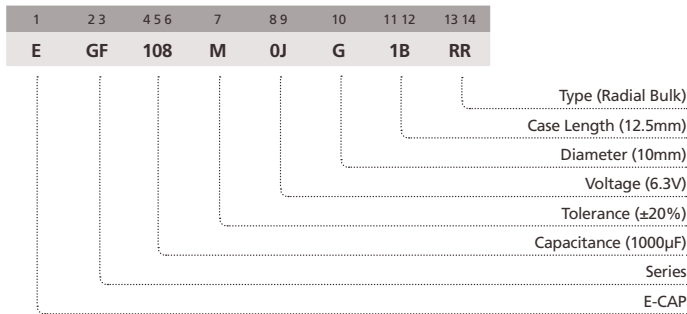 1 2 3 4 5 6 7 8 9 10 11 12 13 14
E GF 108 M 0J G 1B RR
Type (Radial Bulk)
Case Length (12.5mm)
Diameter (10mm)
Voltage (6.3V)
Tolerance (±20%)
Capacitance (1000µF)
Series
E-CAP